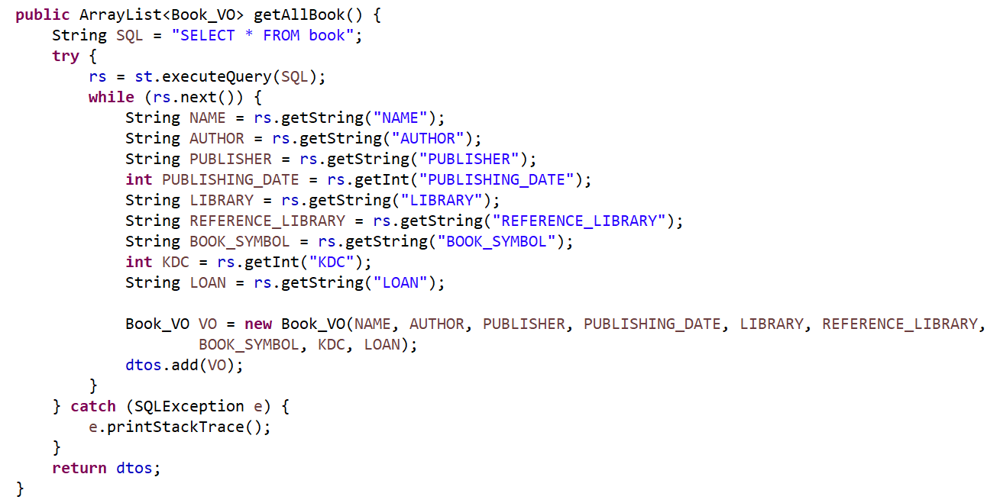 public ArrayList<Book_VO> getAllBook() {
    String SQL = "SELECT * FROM book";
    try {
        rs = st.executeQuery(SQL);
        while (rs.next()) {
            String NAME = rs.getString("NAME");
            String AUTHOR = rs.getString("AUTHOR");
            String PUBLISHER = rs.getString("PUBLISHER");
            int PUBLISHING_DATE = rs.getInt("PUBLISHING_DATE");
            String LIBRARY = rs.getString("LIBRARY");
            String REFERENCE_LIBRARY = rs.getString("REFERENCE_LIBRARY");
            String BOOK_SYMBOL = rs.getString("BOOK_SYMBOL");
            int KDC = rs.getInt("KDC");
            String LOAN = rs.getString("LOAN");

            Book_VO VO = new Book_VO(NAME, AUTHOR, PUBLISHER, PUBLISHING_DATE, LIBRARY, REFERENCE_LIBRARY,
                    BOOK_SYMBOL, KDC, LOAN);
            dtos.add(VO);
        }
    } catch (SQLException e) {
        e.printStackTrace();
    }
    return dtos;
}